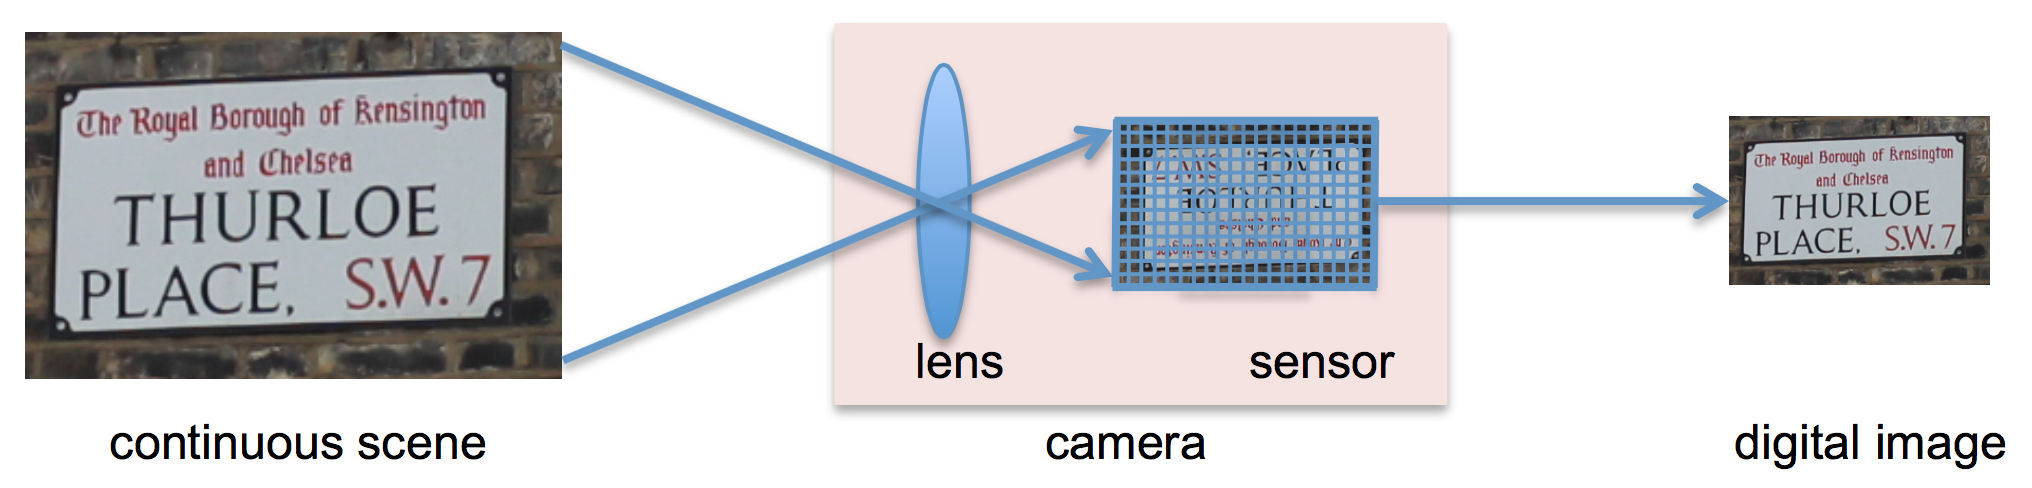 The Royal Borough of Kensington
and Chelsea
THURLOE
PLACE, S.W.7
continuous scene
lens
sensor
camera
The Royal Borough of Kensington
and Chelsea
THURLOE
PLACE, S.W.7
digital image